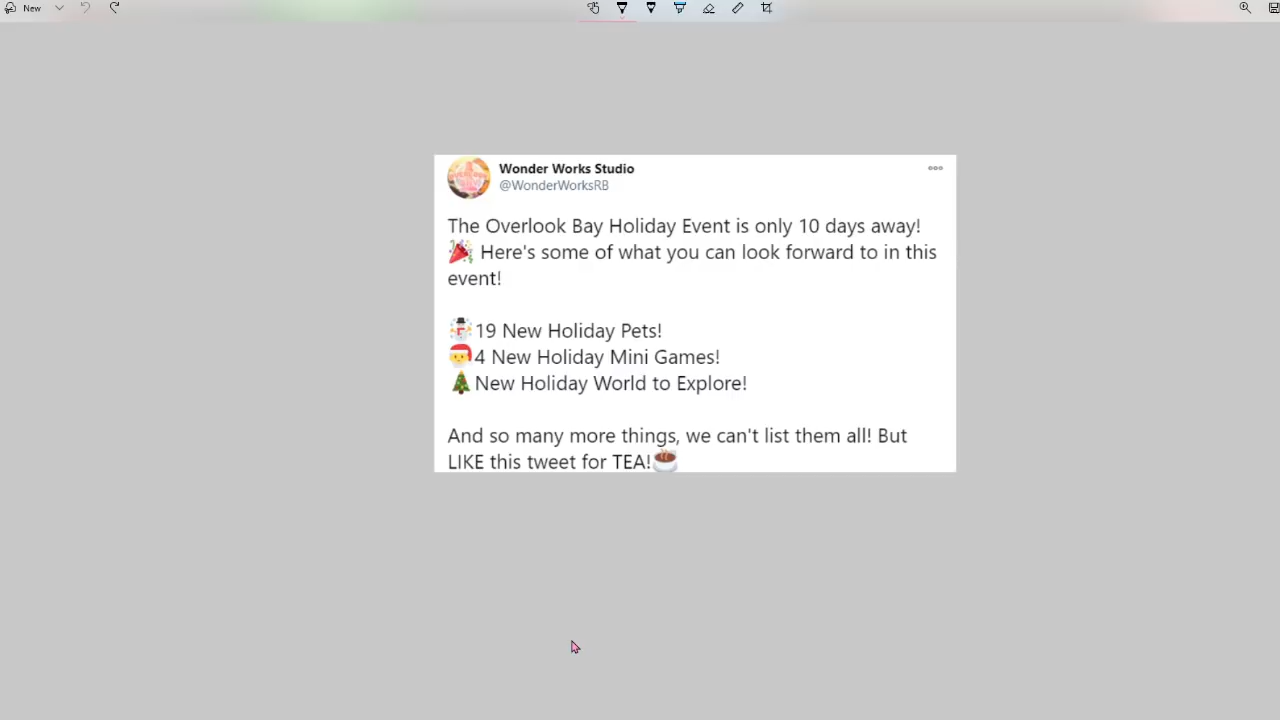 New
Wonder Works Studio
@WonderWorksRB
The Overlook Bay Holiday Event is only 10 days away!
🎉 Here's some of what you can look forward to in this
event!
☃️19 New Holiday Pets!
🎅4 New Holiday Mini Games!
🎄New Holiday World to Explore!
And so many more things, we can't list them all! But
LIKE this tweet for TEA!☕